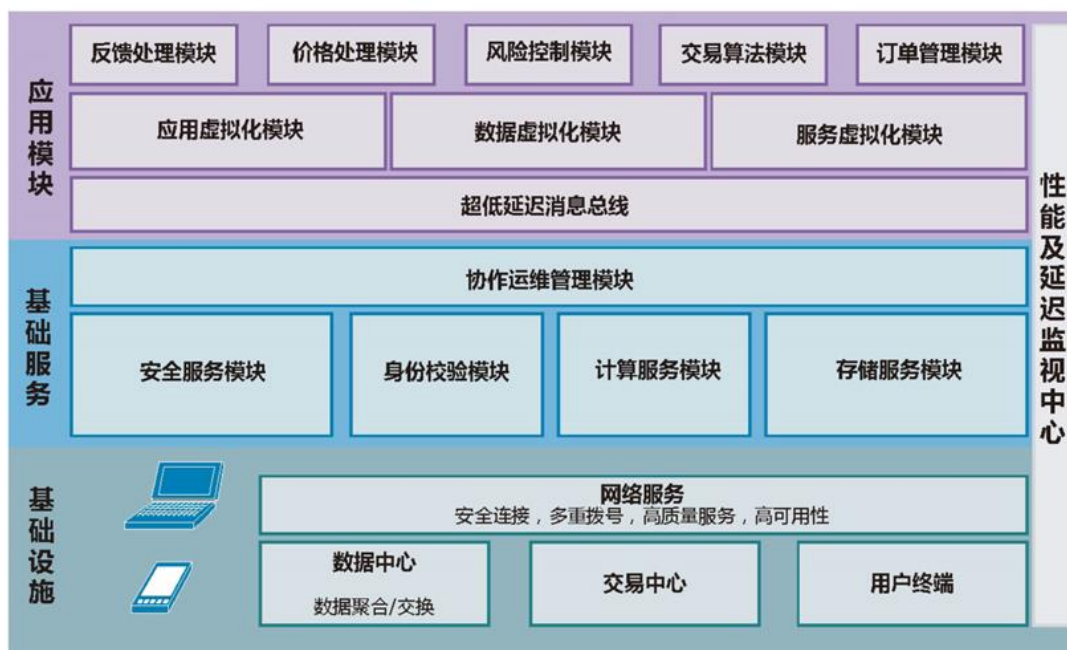 应用模块
反馈处理模块
价格处理模块
风险控制模块
交易算法模块
订单管理模块
应用虚拟化模块
数据虚拟化模块
服务虚拟化模块
超低延迟消息总线
基础服务
协作运维管理模块
安全服务模块
身份校验模块
计算服务模块
存储服务模块
基础设施
网络服务
安全连接，多重拨号，高质量服务，高可用性
数据中心
数据聚合/交换
交易中心
用户终端
性能及延迟监视中心